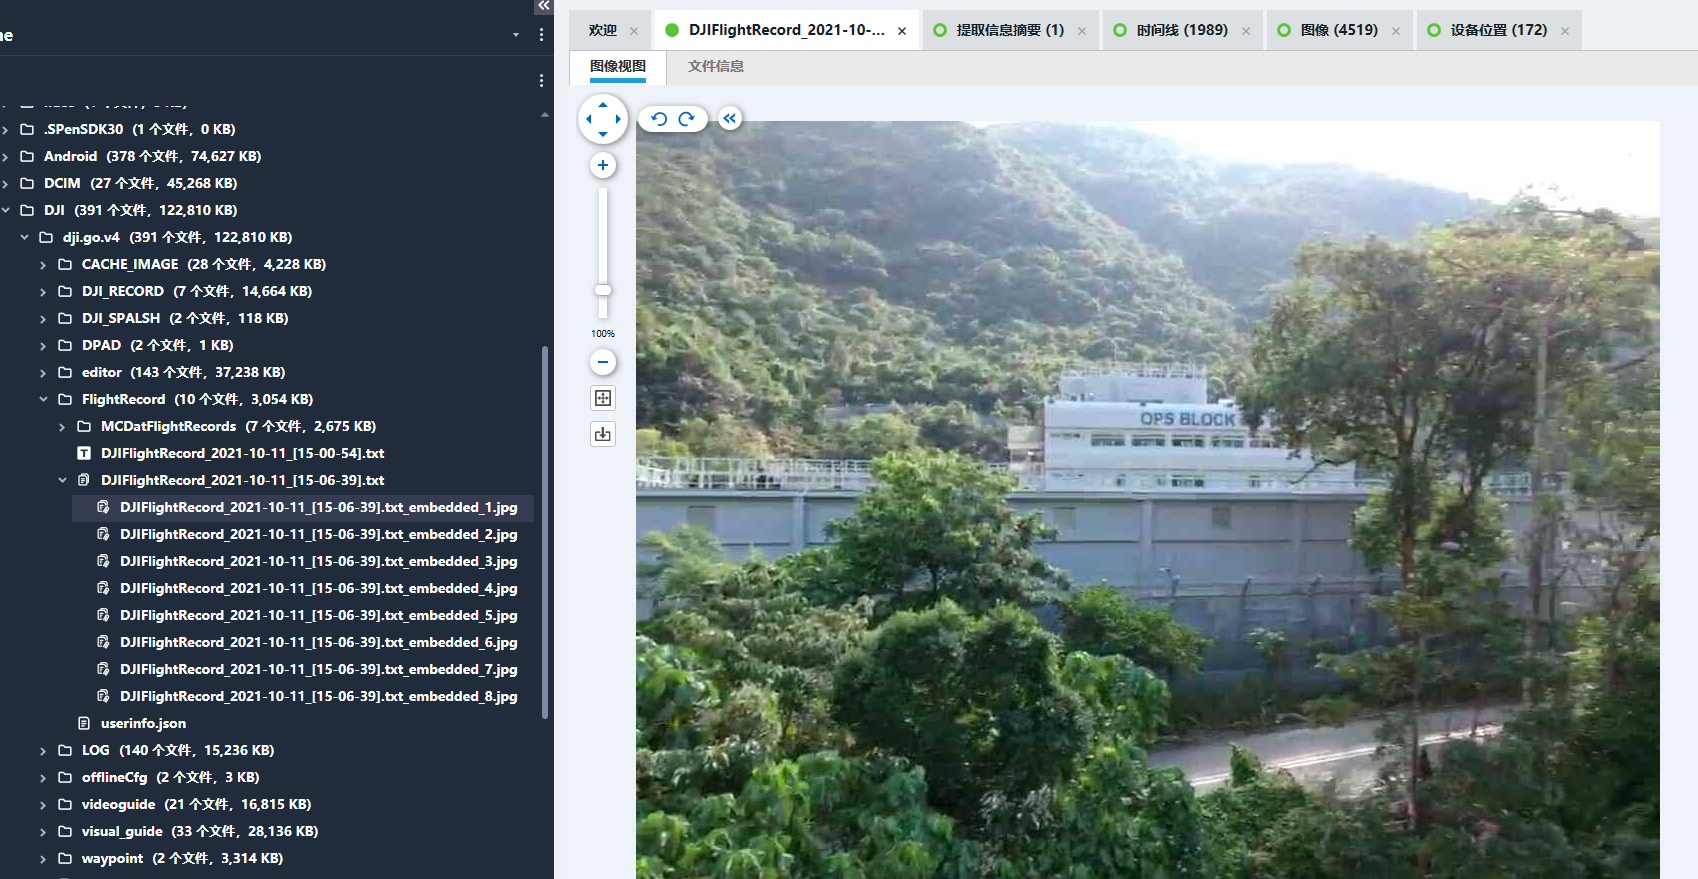 ne
.SPenSDK30 (1 个文件, 0 KB)
Android (378 个文件, 74,627 KB)
DCIM (27 个文件, 45,268 KB)
DJI (391 个文件, 122,810 KB)
dji.go.v4 (391 个文件, 122,810 KB)
CACHE_IMAGE (28 个文件, 4,228 KB)
DJI_RECORD (7 个文件, 14,664 KB)
DJI_SPALSH (2 个文件, 118 KB)
DPAD (2 个文件, 1 KB)
editor (143 个文件, 37,238 KB)
FlightRecord (10 个文件, 3,054 KB)
MCDatFlightRecords (7 个文件, 2,675 KB)
T DJIFlightRecord_2021-10-11_[15-00-54].txt
DJIFlightRecord_2021-10-11_[15-06-39].txt
DJIFlightRecord_2021-10-11_[15-06-39].txt_embedded_1.jpg
DJIFlightRecord_2021-10-11_[15-06-39].txt_embedded_2.jpg
DJIFlightRecord_2021-10-11_[15-06-39].txt_embedded_3.jpg
DJIFlightRecord_2021-10-11_[15-06-39].txt_embedded_4.jpg
DJIFlightRecord_2021-10-11_[15-06-39].txt_embedded_5.jpg
DJIFlightRecord_2021-10-11_[15-06-39].txt_embedded_6.jpg
DJIFlightRecord_2021-10-11_[15-06-39].txt_embedded_7.jpg
DJIFlightRecord_2021-10-11_[15-06-39].txt_embedded_8.jpg
userinfo.json
LOG (140 个文件, 15,236 KB)
offlineCfg (2 个文件, 3 KB)
videoguide (21 个文件, 16,815 KB)
visual_guide (33 个文件, 28,136 KB)
waypoint (2 个文件, 3,314 KB)
欢迎 DJIFlightRecord_2021-10-... 提取信息摘要 (1) 时间线 (1989) 图像 (4519) 设备位置 (172)
图像视图 文件信息
100%
OPS BLOCK